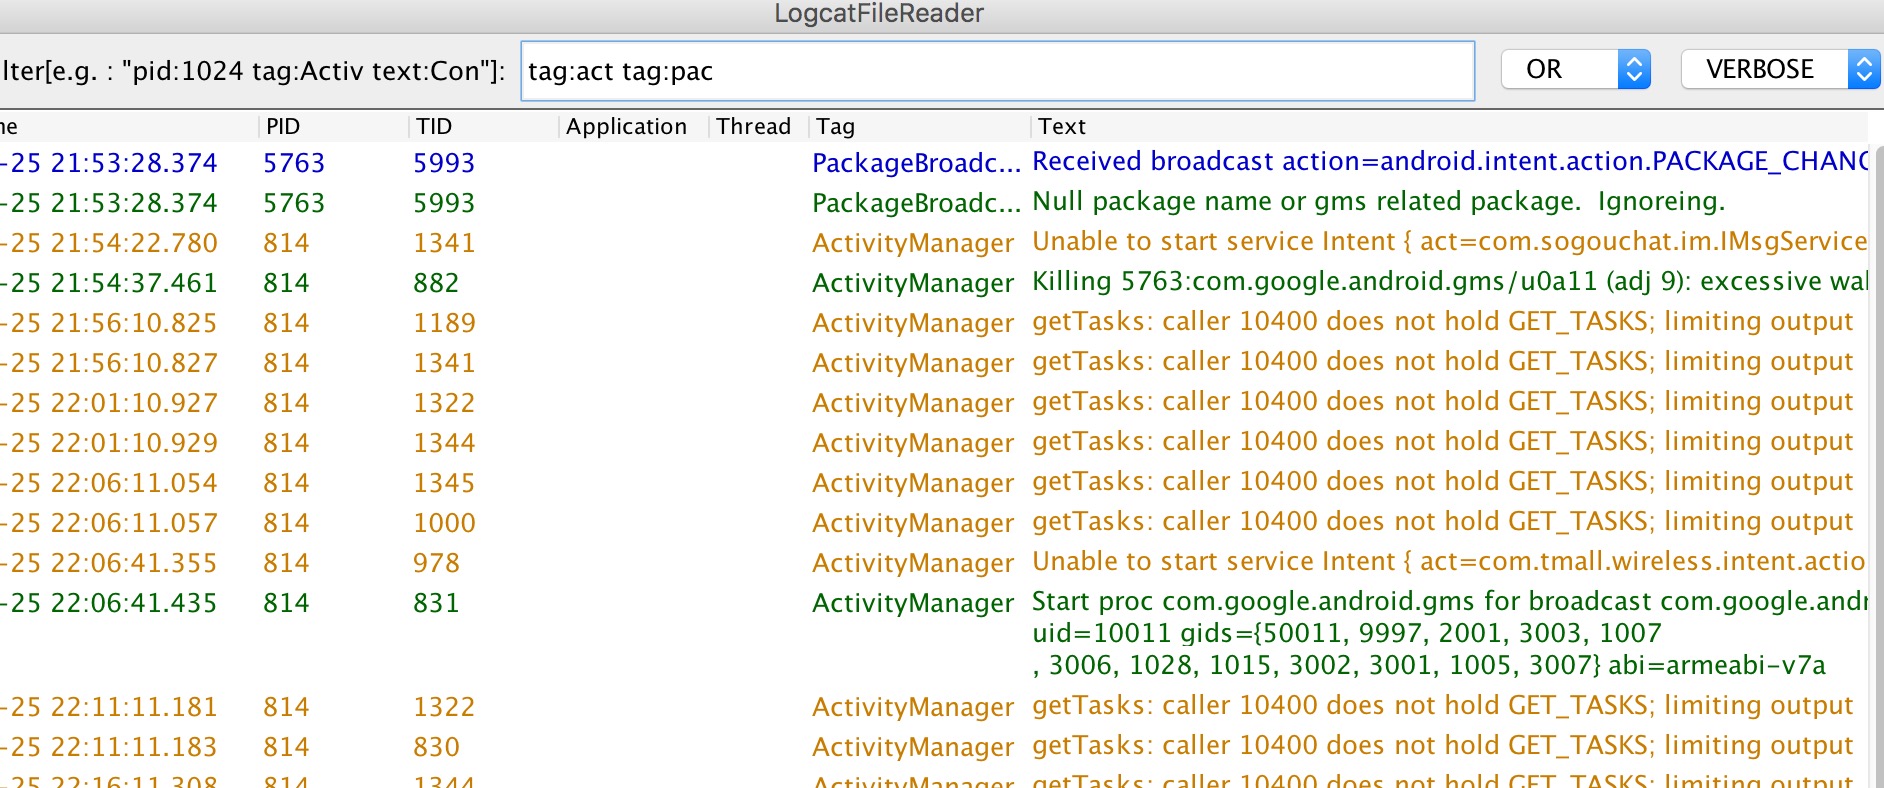 LogcatFileReader
lter[e.g. : "pid:1024 tag:Activ text:Con"]: tag:act tag:pac OR VERBOSE
ne PID TID Application Thread Tag Text
-25 21:53:28.374 5763 5993 PackageBroadc... Received broadcast action=android.intent.action.PACKAGE_CHANG
-25 21:53:28.374 5763 5993 PackageBroadc... Null package name or gms related package. Ignoreing.
-25 21:54:22.780 814 1341 ActivityManager Unable to start service Intent { act=com.sogouchat.im.IMsgService
-25 21:54:37.461 814 882 ActivityManager Killing 5763:com.google.android.gms/u0a11 (adj 9): excessive wal
-25 21:56:10.825 814 1189 ActivityManager getTasks: caller 10400 does not hold GET_TASKS; limiting output
-25 21:56:10.827 814 1341 ActivityManager getTasks: caller 10400 does not hold GET_TASKS; limiting output
-25 22:01:10.927 814 1322 ActivityManager getTasks: caller 10400 does not hold GET_TASKS; limiting output
-25 22:01:10.929 814 1344 ActivityManager getTasks: caller 10400 does not hold GET_TASKS; limiting output
-25 22:06:11.054 814 1345 ActivityManager getTasks: caller 10400 does not hold GET_TASKS; limiting output
-25 22:06:11.057 814 1000 ActivityManager getTasks: caller 10400 does not hold GET_TASKS; limiting output
-25 22:06:41.355 814 978 ActivityManager Unable to start service Intent { act=com.tmall.wireless.intent.actio
-25 22:06:41.435 814 831 ActivityManager Start proc com.google.android.gms for broadcast com.google.andr
uid=10011 gids={50011, 9997, 2001, 3003, 1007
, 3006, 1028, 1015, 3002, 3001, 1005, 3007} abi=armeabi-v7a
-25 22:11:11.181 814 1322 ActivityManager getTasks: caller 10400 does not hold GET_TASKS; limiting output
-25 22:11:11.183 814 830 ActivityManager getTasks: caller 10400 does not hold GET_TASKS; limiting output
-25 22:16:11.308 814 1344 ActivityManager getTasks: caller 10400 does not hold GET_TASKS; limiting output